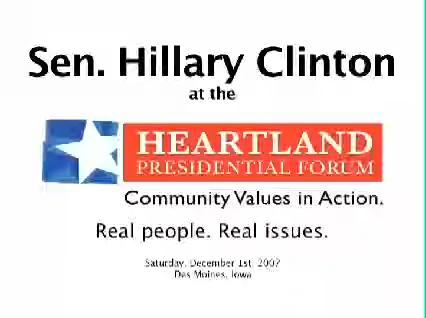 Sen. Hillary Clinton
at the
HEARTLAND
PRESIDENTIAL FORUM
Community Values in Action.
Real people. Real issues.
Saturday, December 1st, 2007
Des Moines, Iowa